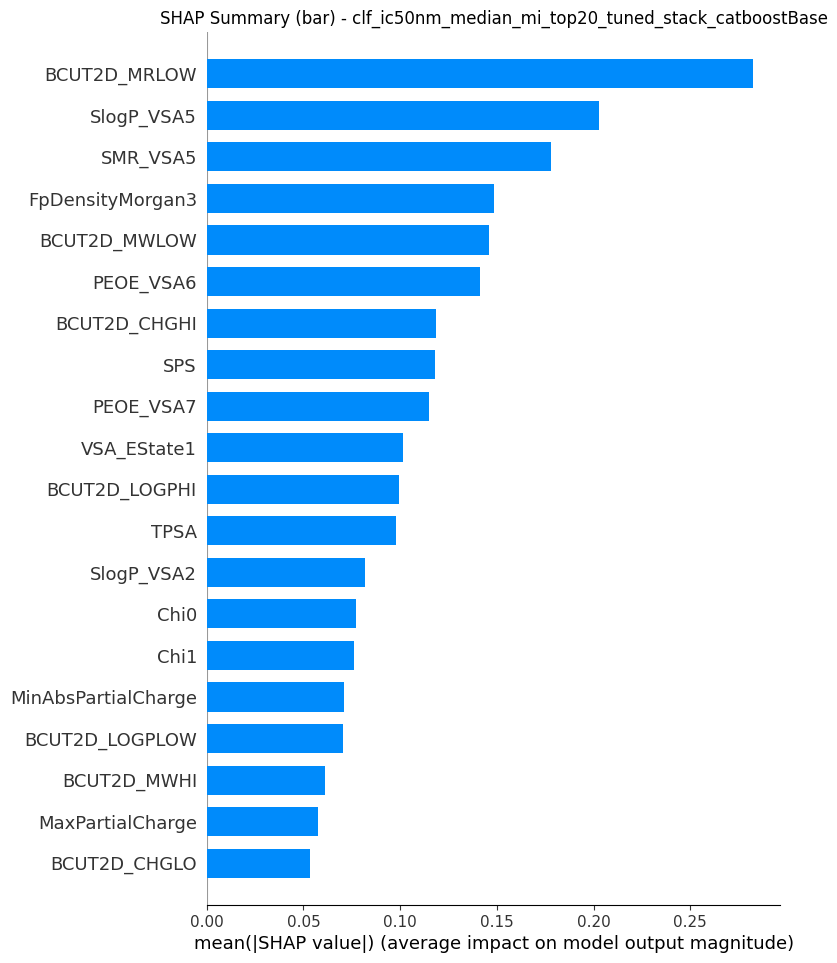 SHAP Summary (bar) - clf_ic50nm_median_mi_top20_tuned_stack_catboostBase
BCUT2D_MRLOW
SlogP_VSA5
SMR_VSA5
FpDensityMorgan3
BCUT2D_MWLOW
PEOE_VSA6
BCUT2D_CHGHI
SPS
PEOE_VSA7
VSA_EState1
BCUT2D_LOGPHI
TPSA
SlogP_VSA2
Chi0
Chi1
MinAbsPartialCharge
BCUT2D_LOGPLOW
BCUT2D_MWHI
MaxPartialCharge
BCUT2D_CHGLO
0.00 0.05 0.10 0.15 0.20 0.25
mean(|SHAP value|) (average impact on model output magnitude)